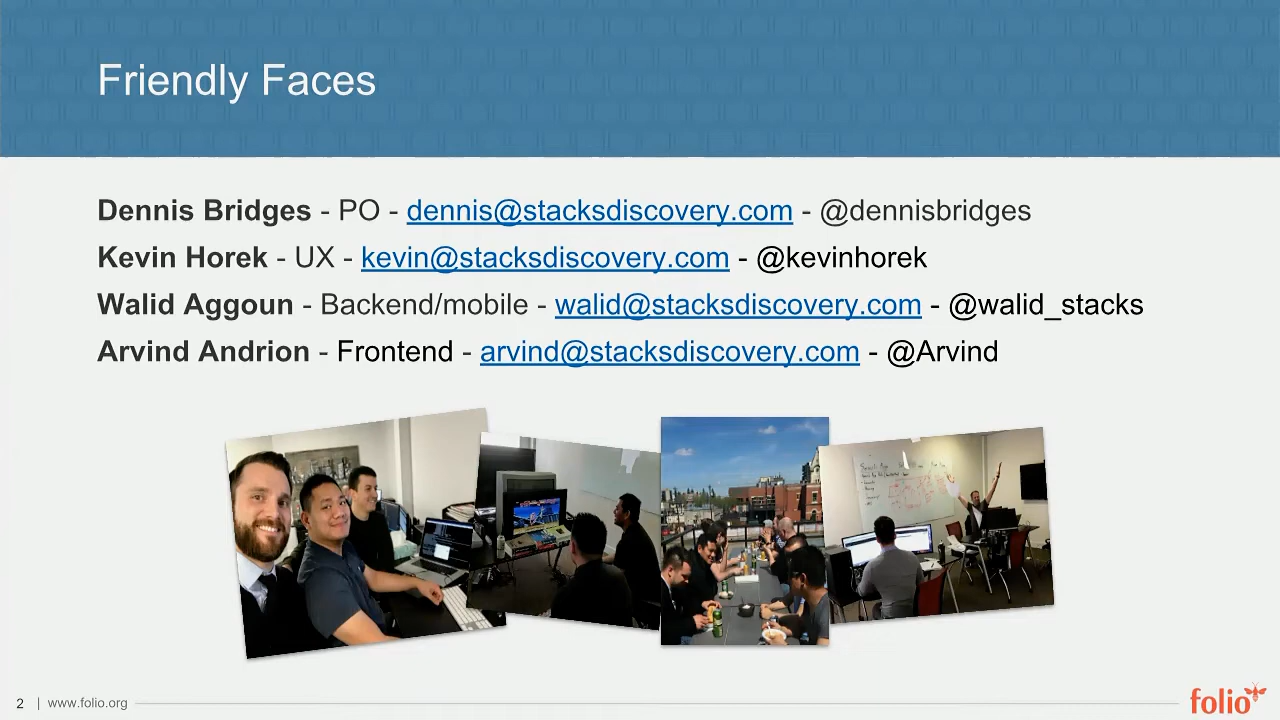 Friendly Faces
Dennis Bridges - PO - dennis@stacksdiscovery.com - @dennisbridges
Kevin Horek - UX - kevin@stacksdiscovery.com - @kevinhorek
Walid Aggoun - Backend/mobile - walid@stacksdiscovery.com - @walid_stacks
Arvind Andrion - Frontend - arvind@stacksdiscovery.com - @Arvind
2 | www.folio.org
folio